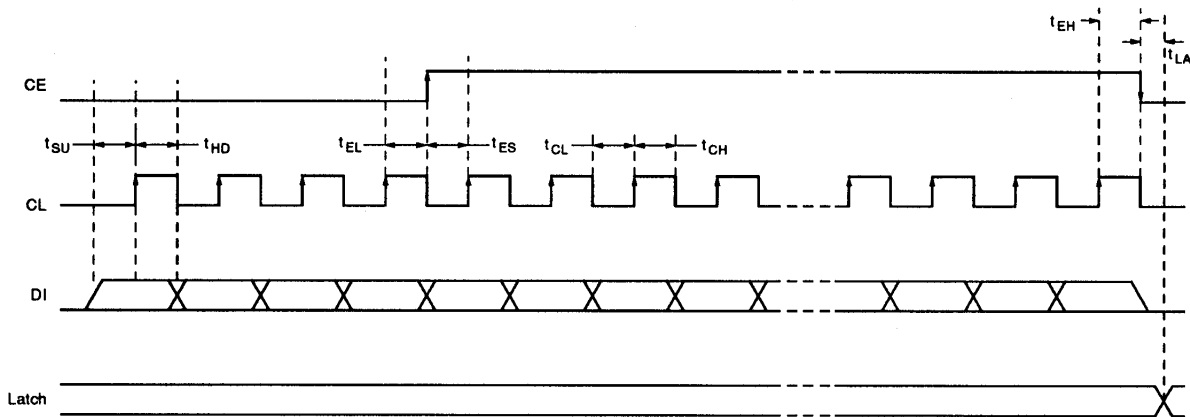 tEH
tLA
CE
tSU
tHD
tEL
tES
tCL
tCH
CL
DI
Latch